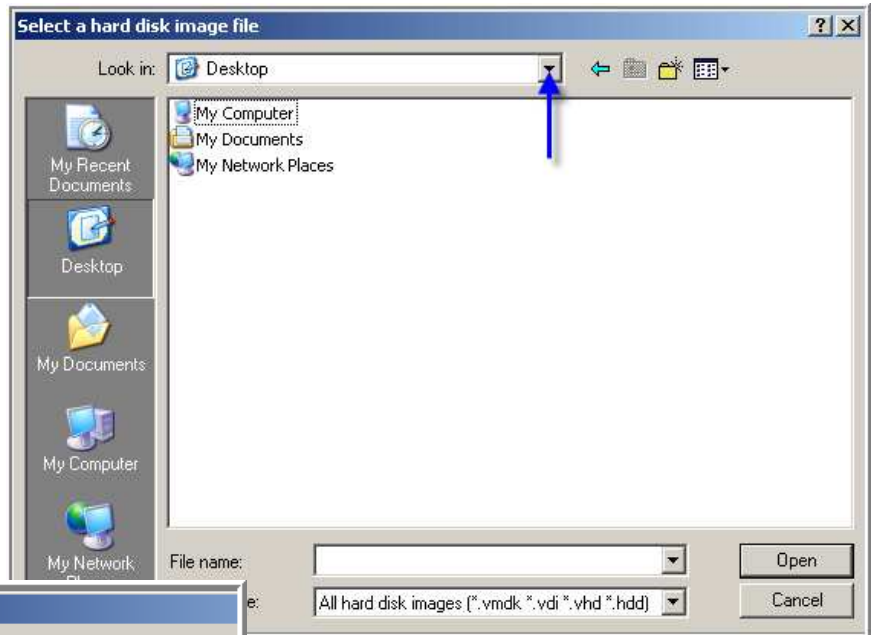 Select a hard disk image file
Look in: Desktop
My Computer
My Documents
My Network Places
My Recent
Documents
Desktop
My Documents
My Computer
My Network
File name:
Open
e: All hard disk images (*.vmdk *.vdi *.vhd *.hdd)
Cancel